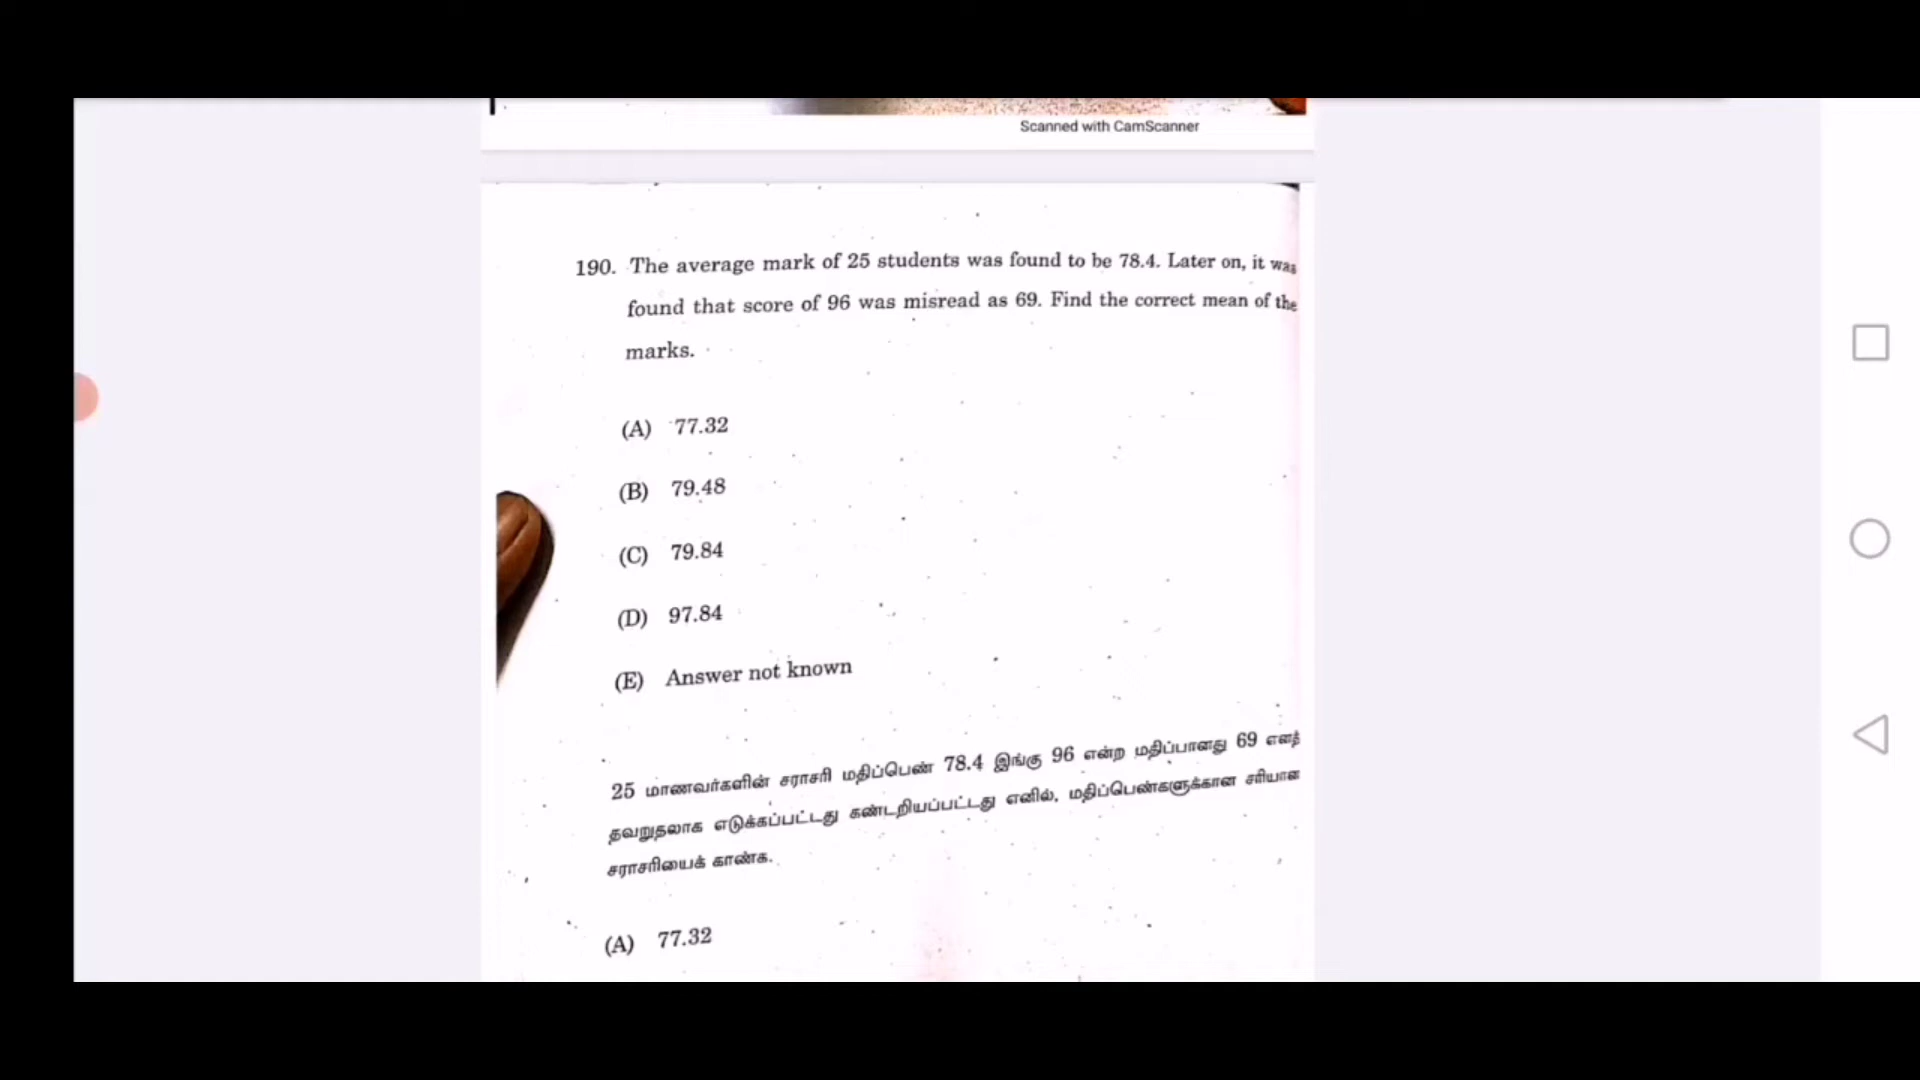 Scanned with CamScanner
190. The average mark of 25 students was found to be 78.4. Later on, it was
found that score of 96 was misread as 69. Find the correct mean of the
marks.
(A) 77.32
(B) 79.48
(C) 79.84
(D) 97.84
(E) Answer not known
25 மாணவர்களின் சராசரி மதிப்பெண் 78.4 இங்கு 96 என்ற மதிப்பானது 69 எனத்
தவறுதலாக எடுக்கப்பட்டது கண்டறியப்பட்டது எனில், மதிப்பெண்களுக்கான சரியான
சராசரியைக் காண்க.
(A) 77.32